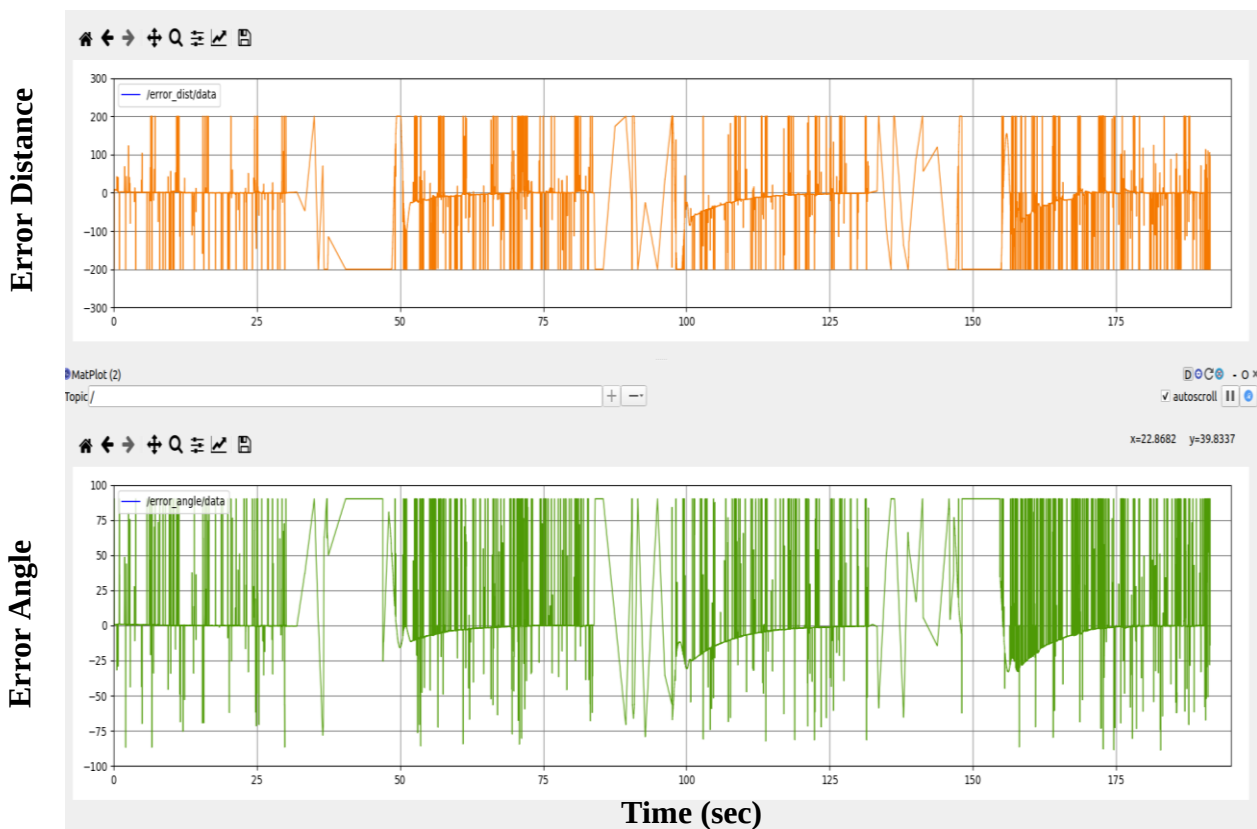 Error Distance
300
/error_dist/data
200
100
0
−100
−200
−300
0 25 50 75 100 125 150 175
MatPlot (2) D - O ×
Topic / + − autoscroll
x=22.8682 y=39.8337
Error Angle
100
/error_angle/data
75
50
25
0
−25
−50
−75
−100
0 25 50 75 100 125 150 175
Time (sec)